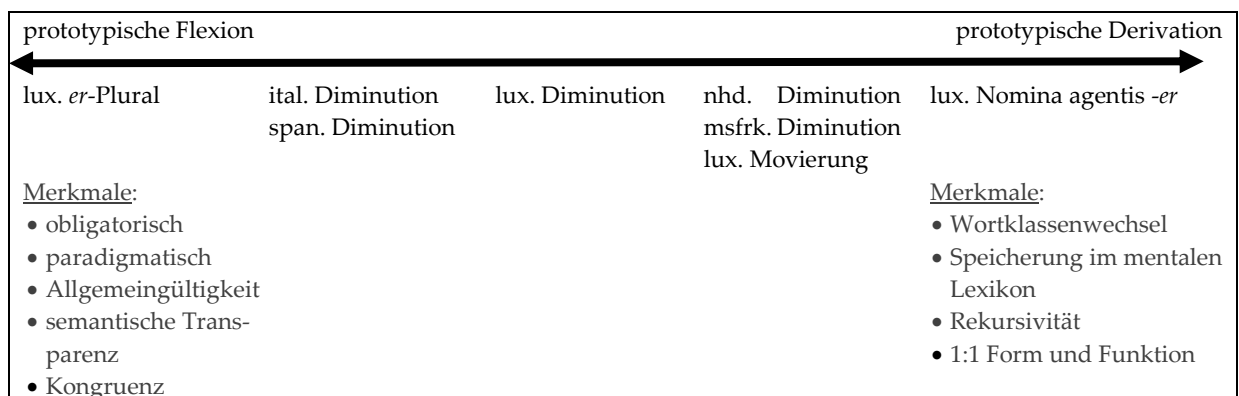 prototypische Flexion prototypische Derivation
lux. er-Plural ital. Diminution lux. Diminution nhd. Diminution lux. Nomina agentis -er
span. Diminution msfrk. Diminution
lux. Movierung
Merkmale: Merkmale:
• obligatorisch • Wortklassenwechsel
• paradigmatisch • Speicherung im mentalen
• Allgemeingültigkeit Lexikon
• semantische Trans- • Rekursivität
parenz • 1:1 Form und Funktion
• Kongruenz